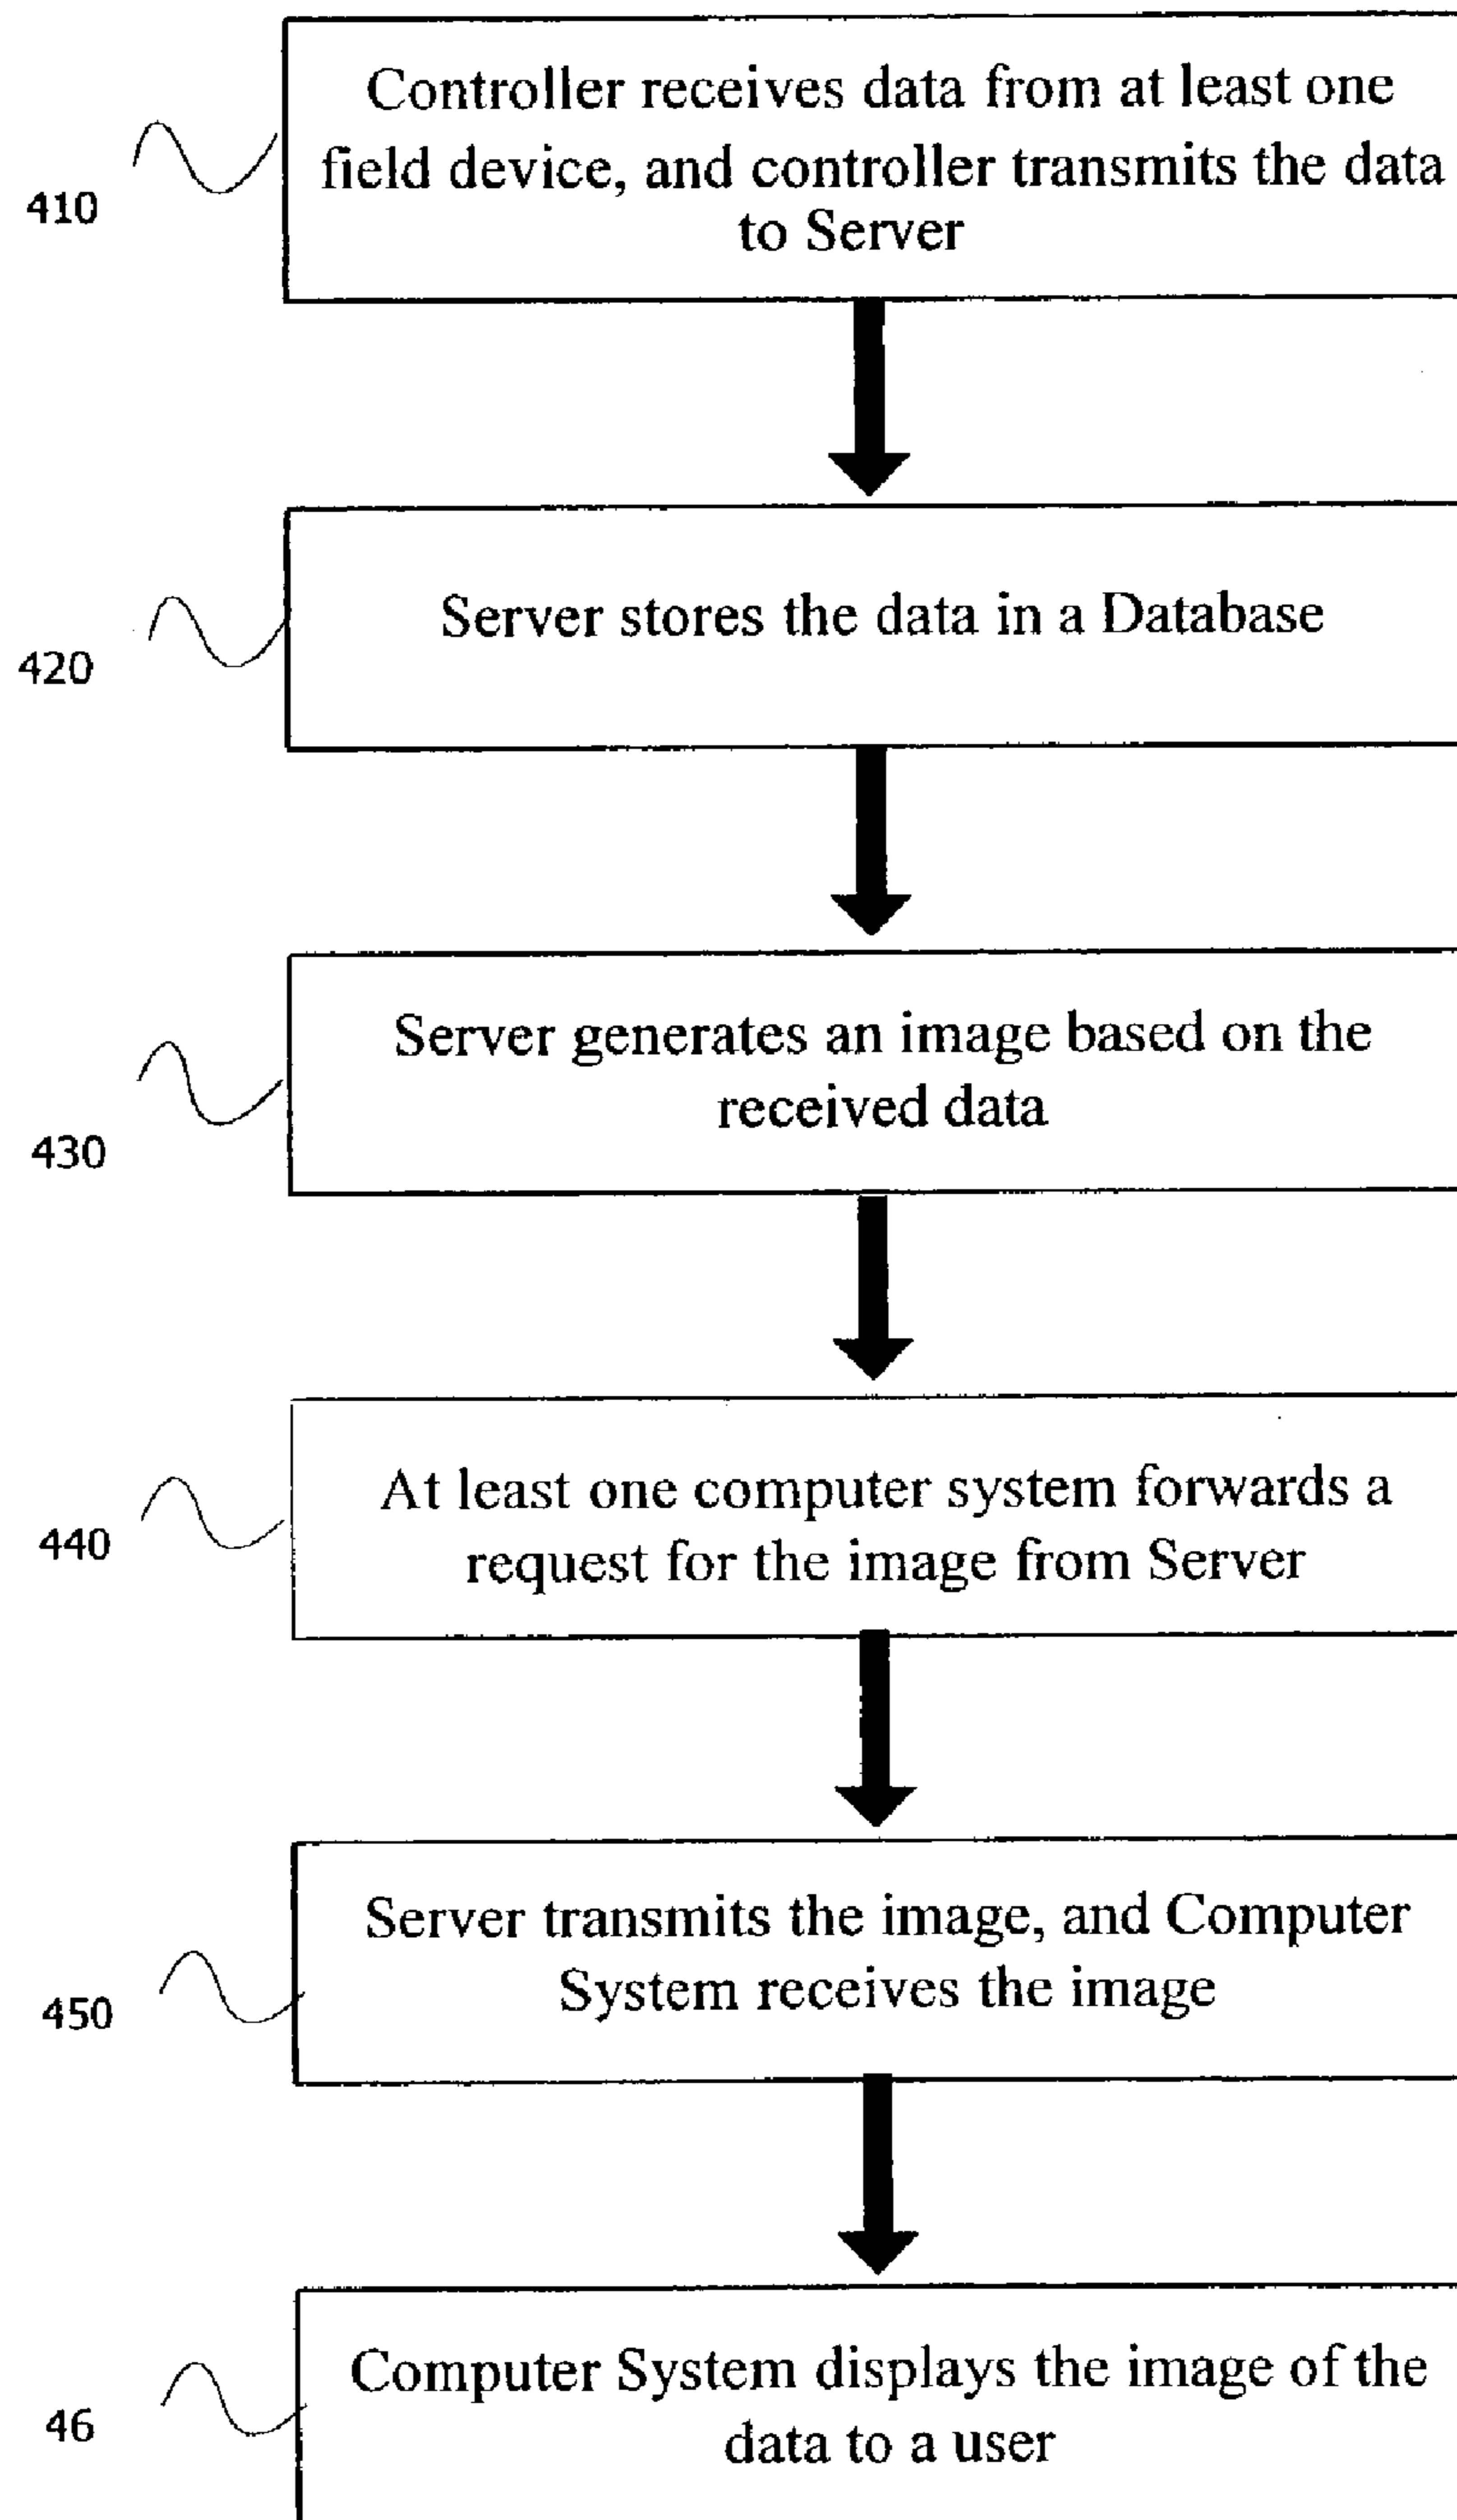 Controller receives data from at least one
field device, and controller transmits the data
to Server
410
Server stores the data in a Database
420
Server generates an image based on the
received data
430
At least one computer system forwards a
request for the image from Server
440
Server transmits the image, and Computer
System receives the image
450
Computer System displays the image of the
data to a user
46